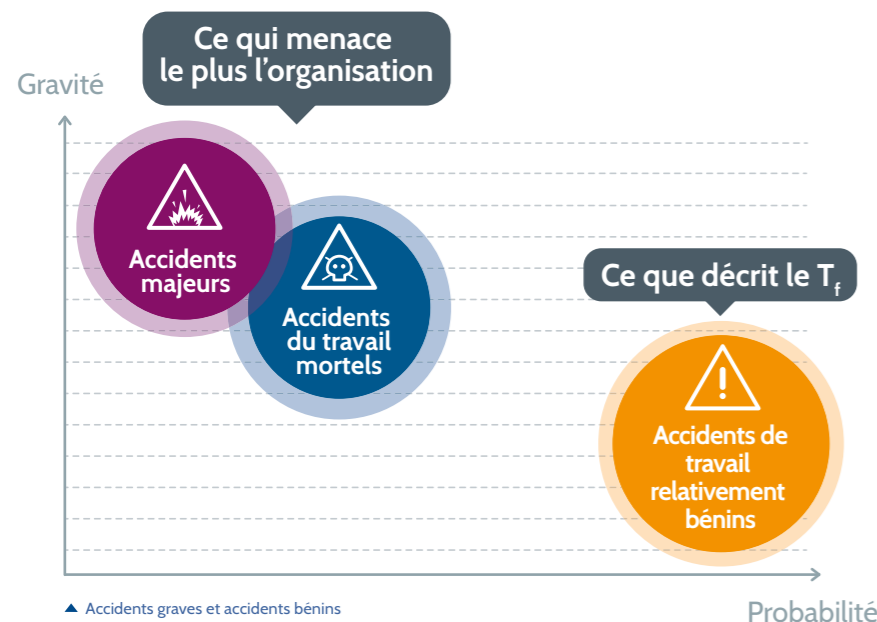 Ce qui menace
le plus l'organisation
Gravité
Accidents
majeurs
Accidents
du travail
mortels
Ce que décrit le Tf
Accidents de
travail
relativement
bénins
▲ Accidents graves et accidents bénins
Probabilité